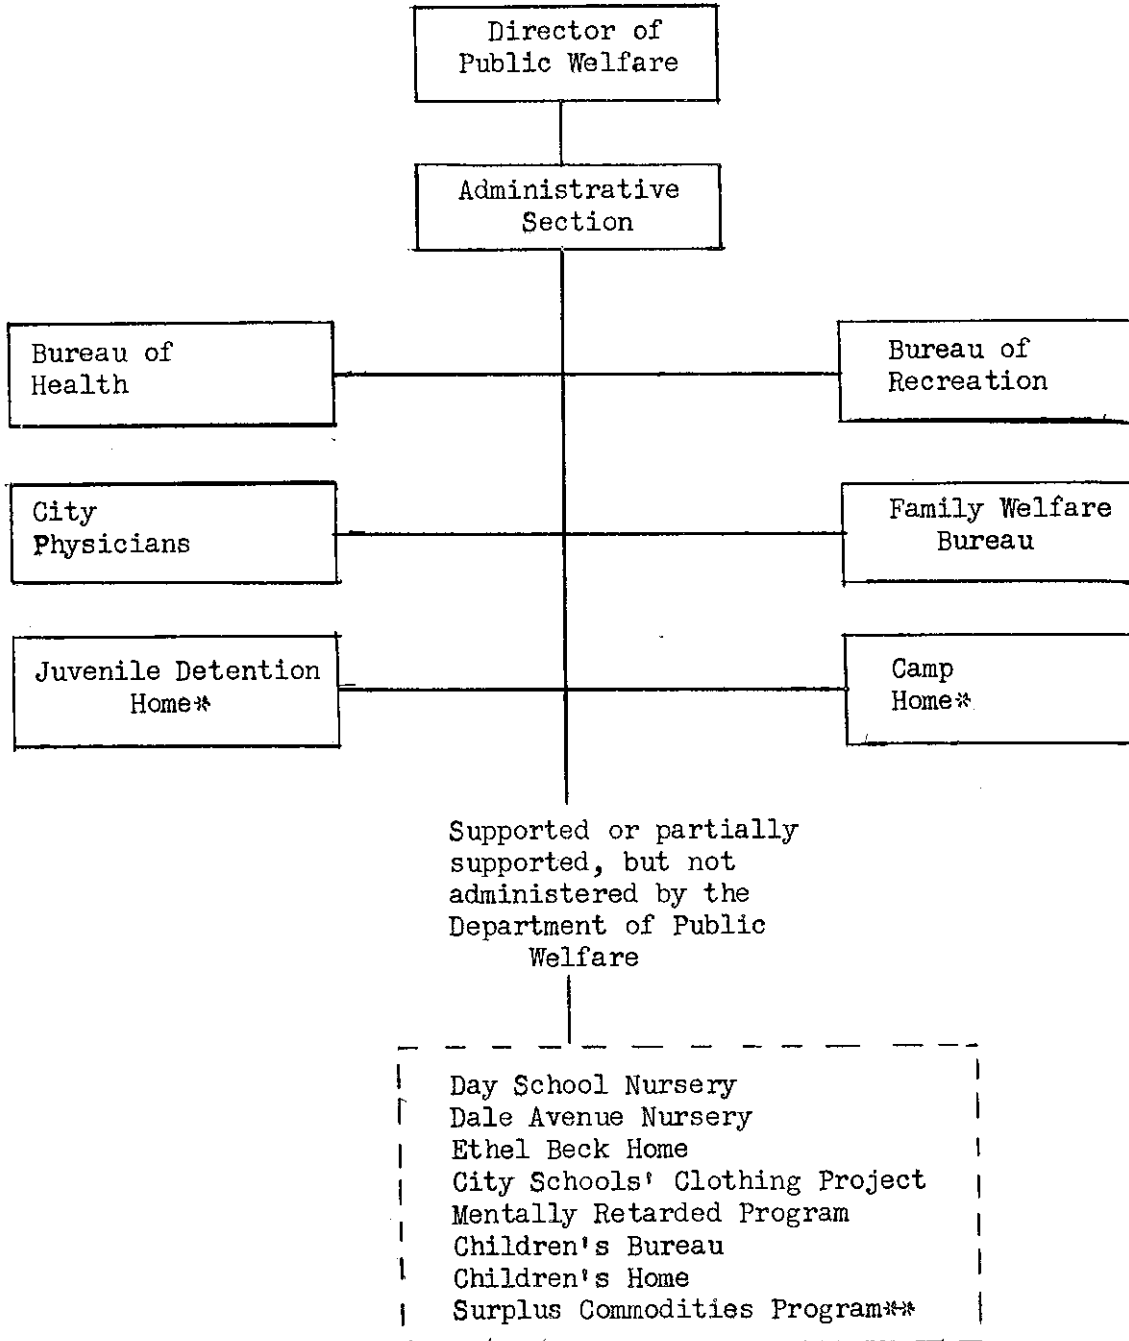 Director of
Public Welfare
Administrative
Section
Bureau of
Health
Bureau of
Recreation
City
Physicians
Family Welfare
Bureau
Juvenile Detention
Home*
Camp
Home*
Supported or partially
supported, but not
administered by the
Department of Public
Welfare
Day School Nursery
Dale Avenue Nursery
Ethel Beck Home
City Schools' Clothing Project
Mentally Retarded Program
Children's Bureau
Children's Home
Surplus Commodities Program**